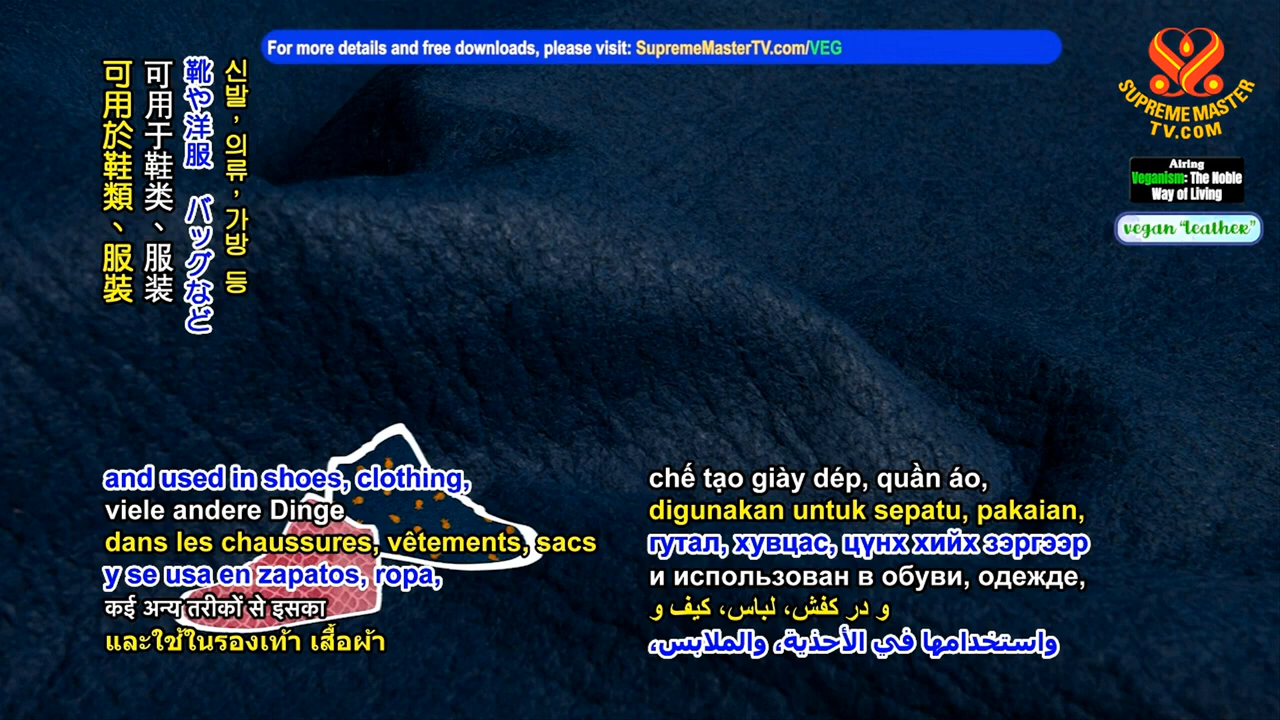 For more details and free downloads, please visit: SupremeMasterTV.com/VEG
SUPREME MASTER
TV.COM
Airing
Veganism: The Noble
Way of Living
vegan "leather"
신발, 의류, 가방 등
靴や洋服 バッグなど
可用于鞋类、服装
可用於鞋類、服裝
and used in shoes, clothing,
viele andere Dinge
dans les chaussures, vêtements, sacs
y se usa en zapatos, ropa,
कई अन्य तरीकों से इसका
และใช้ในรองเท้า เสื้อผ้า
chế tạo giày dép, quần áo,
digunakan untuk sepatu, pakaian,
гутал, хувцас, цүнх хийх зэргээр
и использован в обуви, одежде,
و در کفش، لباس، کیف و
واستخدامها في الأحذية، والملابس،